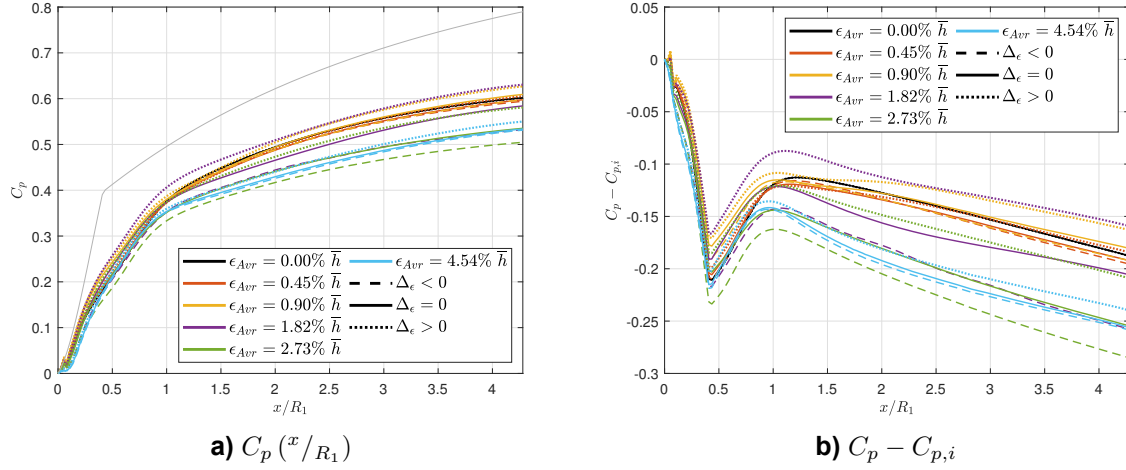 0.8
0.7
0.6
0.5
0.4
0.3
0.2
0.1
0
C_p
ϵ_Avr = 0.00% h̅
ϵ_Avr = 0.45% h̅
ϵ_Avr = 0.90% h̅
ϵ_Avr = 1.82% h̅
ϵ_Avr = 2.73% h̅
ϵ_Avr = 4.54% h̅
Δ_ϵ < 0
Δ_ϵ = 0
Δ_ϵ > 0
0 0.5 1 1.5 2 2.5 3 3.5 4
x/R_1
a) C_p (x/R_1)
0.05
0
-0.05
-0.1
-0.15
-0.2
-0.25
-0.3
C_p − C_p,i
ϵ_Avr = 0.00% h̅
ϵ_Avr = 0.45% h̅
ϵ_Avr = 0.90% h̅
ϵ_Avr = 1.82% h̅
ϵ_Avr = 2.73% h̅
ϵ_Avr = 4.54% h̅
Δ_ϵ < 0
Δ_ϵ = 0
Δ_ϵ > 0
0 0.5 1 1.5 2 2.5 3 3.5 4
x/R_1
b) C_p − C_p,i